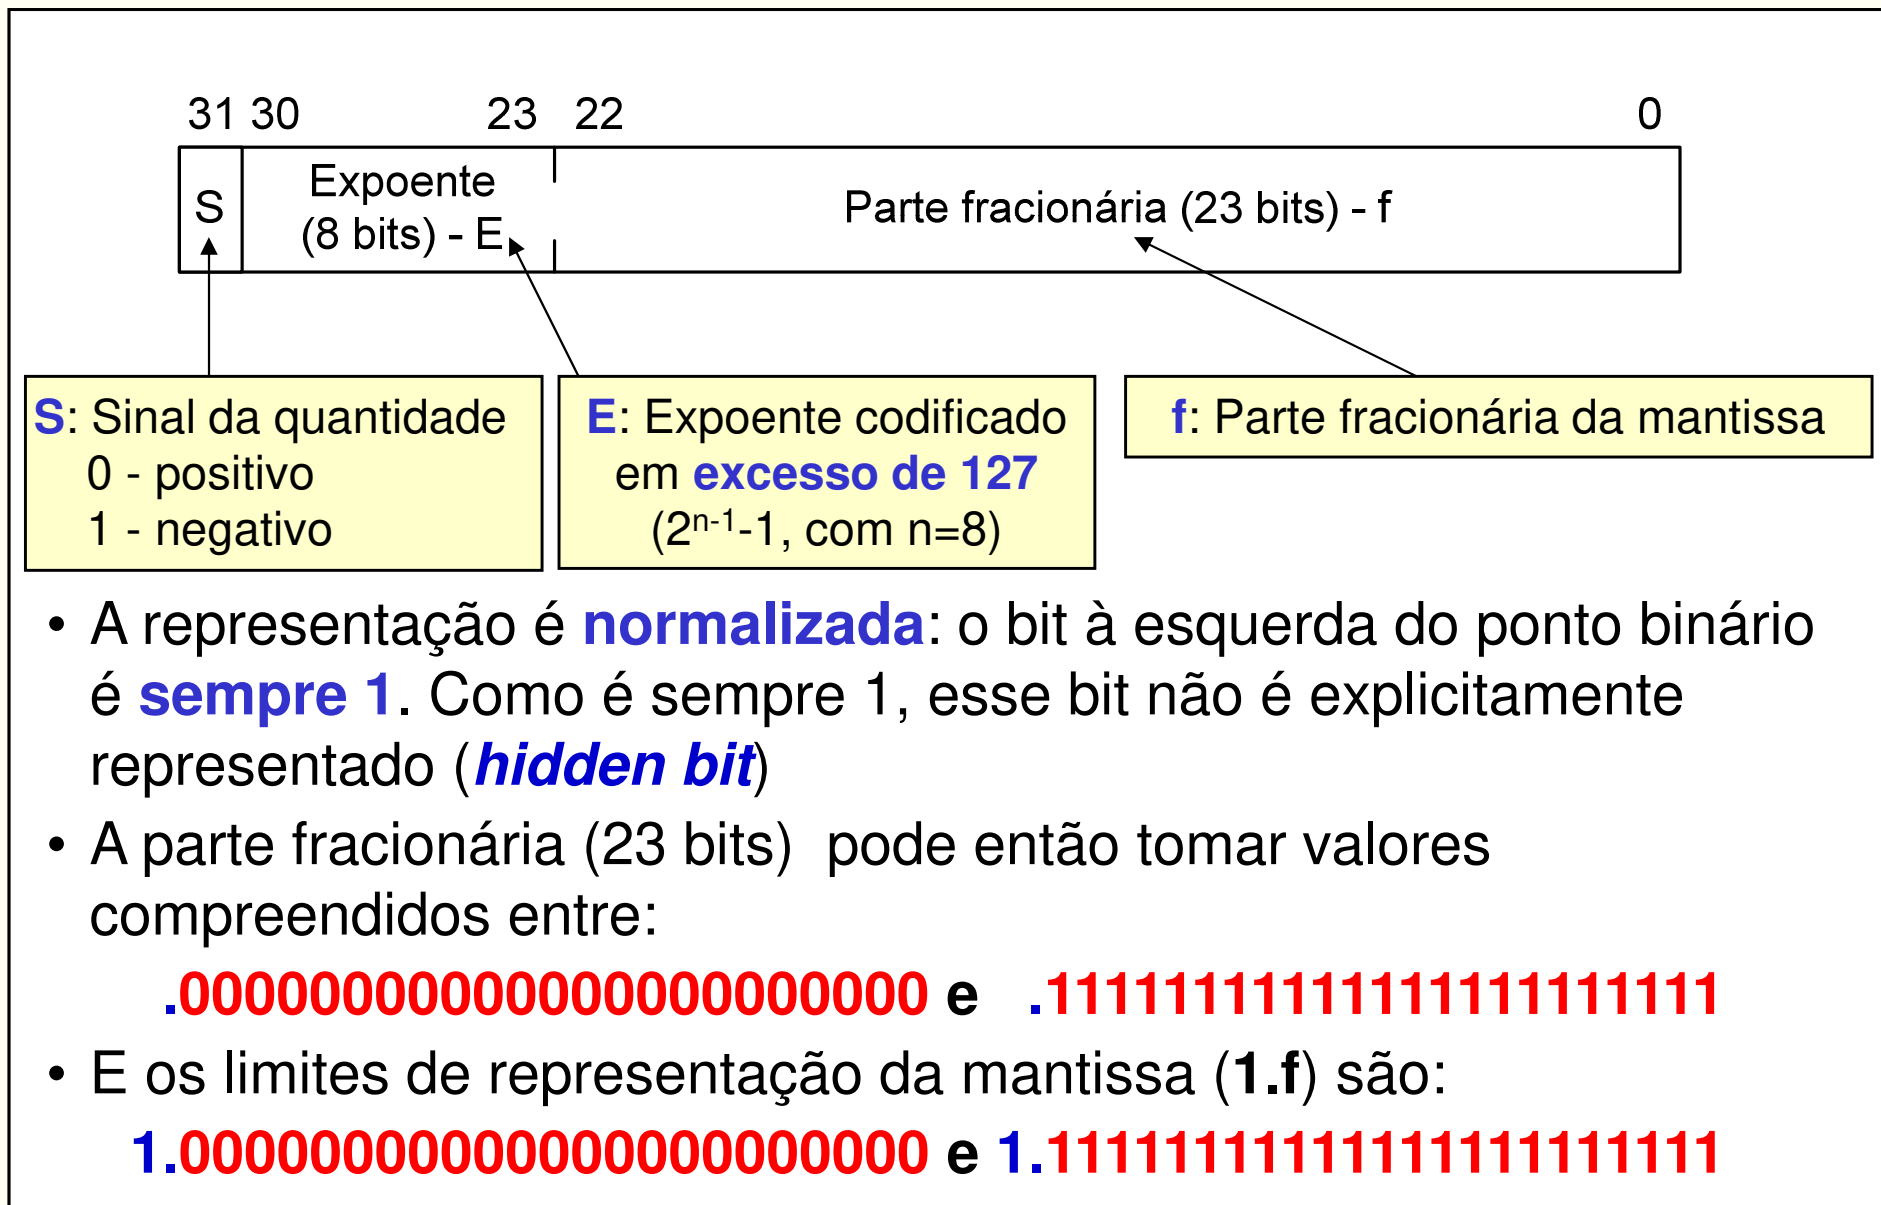 31 30 23 22 0
S
Expoente
(8 bits) - E
Parte fracionária (23 bits) - f
S: Sinal da quantidade
0 - positivo
1 - negativo
E: Expoente codificado
em excesso de 127
(2ⁿ⁻¹-1, com n=8)
f: Parte fracionária da mantissa
• A representação é normalizada: o bit à esquerda do ponto binário
é sempre 1. Como é sempre 1, esse bit não é explicitamente
representado (hidden bit)
• A parte fracionária (23 bits) pode então tomar valores
compreendidos entre:
.00000000000000000000000 e .11111111111111111111111
• E os limites de representação da mantissa (1.f) são:
1.00000000000000000000000 e 1.11111111111111111111111